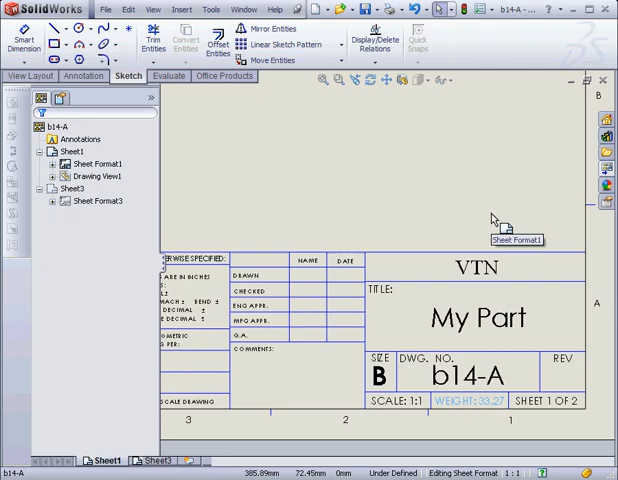 SolidWorks File Edit View Insert Tools Window Help b14-A - ...
Smart Dimension
Trim Entities
Convert Entities
Offset Entities
Mirror Entities
Linear Sketch Pattern
Move Entities
Display/Delete Relations
Quick Snaps
View Layout Annotation Sketch Evaluate Office Products
b14-A
Annotations
Sheet1
Sheet Format1
Drawing View1
Sheet3
Sheet Format3
B
Sheet Format1
ERWISE SPECIFIED:
NAME DATE
VTN
ARE IN INCHES
DRAWN
TITLE:
CHECKED
MACH ± BEND ±
ENG APPR.
DECIMAL ±
E DECIMAL ±
MFG APPR.
My Part
A
OMETRIC
Q.A.
G PER:
COMMENTS:
SIZE DWG. NO. REV
B b14-A
SCALE DRAWING
SCALE: 1:1 WEIGHT: 33.27 SHEET 1 OF 2
3 2 1
Sheet1 Sheet3
b14-A 385.89mm 72.45mm 0mm Under Defined Editing Sheet Format 1 : 1